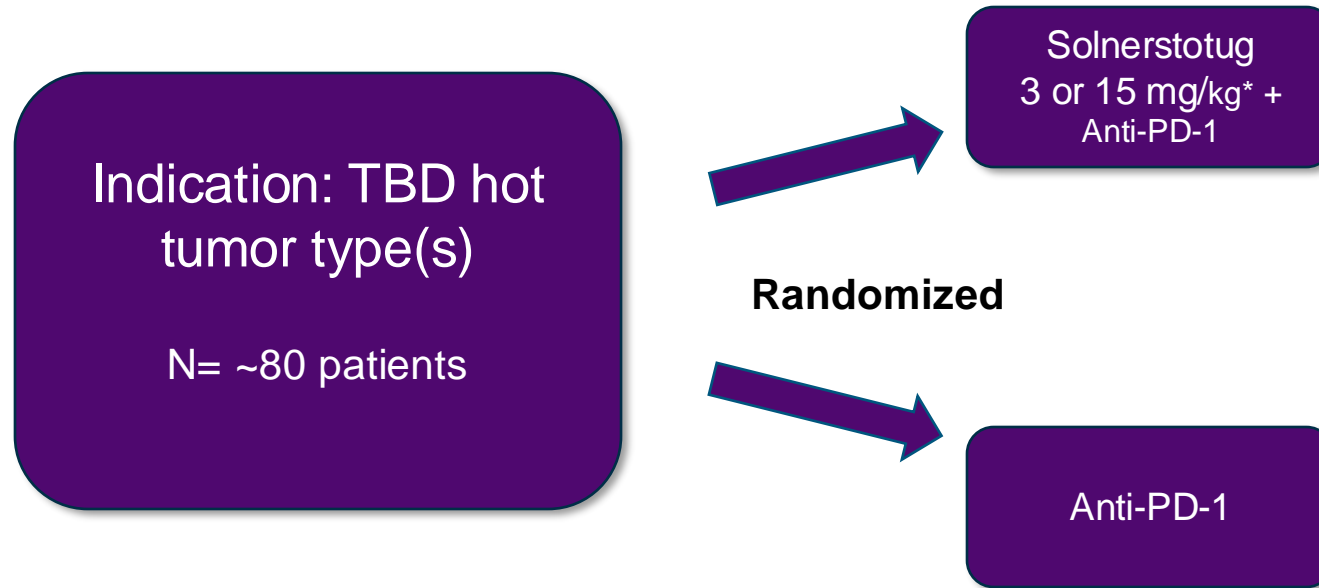 Indication: TBD hot
tumor type(s)
N= ~80 patients
Randomized
Solnerstotug
3 or 15 mg/kg* +
Anti-PD-1
Anti-PD-1